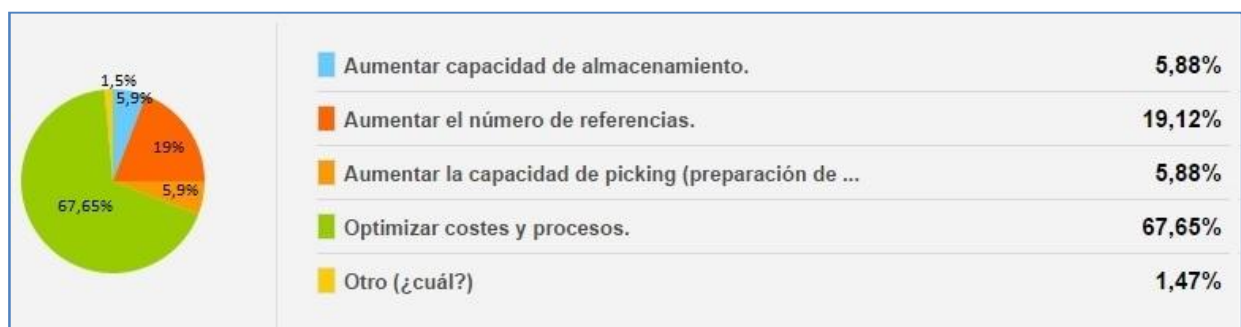 1,5%
5,9%
19%
5,9%
67,65%
Aumentar capacidad de almacenamiento. 5,88%
Aumentar el número de referencias. 19,12%
Aumentar la capacidad de picking (preparación de ... 5,88%
Optimizar costes y procesos. 67,65%
Otro (¿cuál?) 1,47%